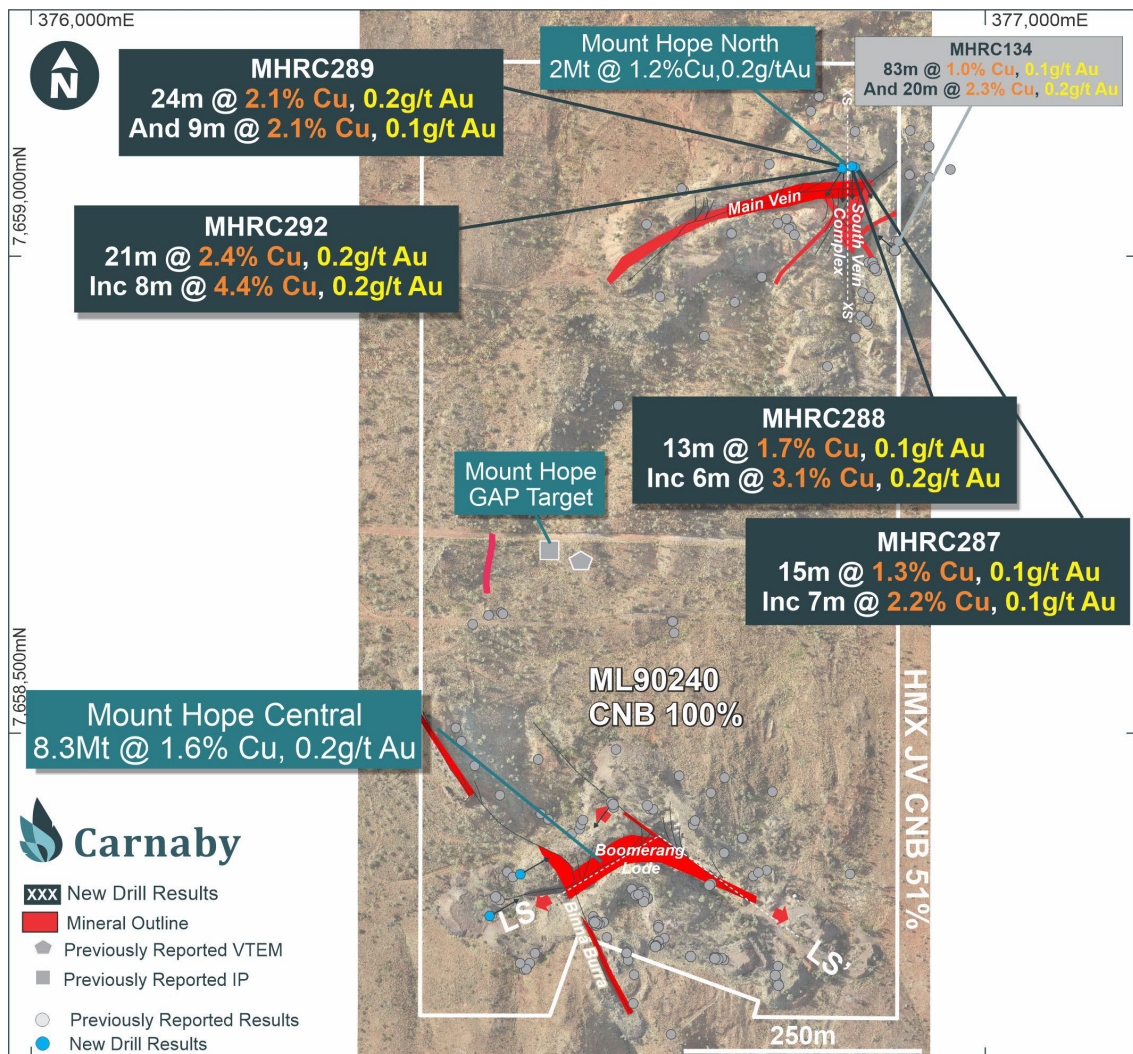 376,000mE
377,000mE
N
MHRC289
24m @ 2.1% Cu, 0.2g/t Au
And 9m @ 2.1% Cu, 0.1g/t Au
Mount Hope North
2Mt @ 1.2%Cu,0.2g/tAu
MHRC134
83m @ 1.0% Cu, 0.1g/t Au
And 20m @ 2.3% Cu, 0.2g/t Au
XS
7,659,000mN
Main Vein
South Vein
Complex
XS'
MHRC292
21m @ 2.4% Cu, 0.2g/t Au
Inc 8m @ 4.4% Cu, 0.2g/t Au
MHRC288
13m @ 1.7% Cu, 0.1g/t Au
Inc 6m @ 3.1% Cu, 0.2g/t Au
Mount Hope
GAP Target
MHRC287
15m @ 1.3% Cu, 0.1g/t Au
Inc 7m @ 2.2% Cu, 0.1g/t Au
7,658,500mN
ML90240
CNB 100%
HMX JV CNB 51%
Mount Hope Central
8.3Mt @ 1.6% Cu, 0.2g/t Au
Boomerang
Lode
LS
Binna Burra
LS'
Carnaby
XXX New Drill Results
Mineral Outline
Previously Reported VTEM
Previously Reported IP
Previously Reported Results
New Drill Results
250m